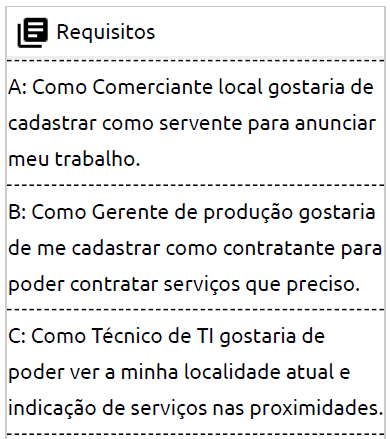 Requisitos
A: Como Comerciante local gostaria de
cadastrar como servente para anunciar
meu trabalho.
B: Como Gerente de produção gostaria
de me cadastrar como contratante para
poder contratar serviços que preciso.
C: Como Técnico de TI gostaria de
poder ver a minha localidade atual e
indicação de serviços nas proximidades.